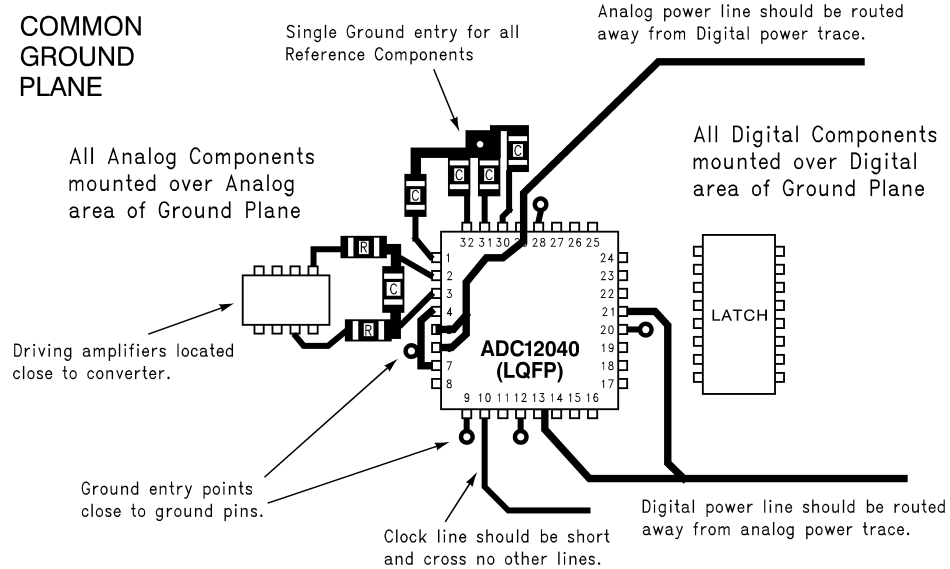 COMMON
GROUND
PLANE
Single Ground entry for all
Reference Components
Analog power line should be routed
away from Digital power trace.
All Analog Components
mounted over Analog
area of Ground Plane
All Digital Components
mounted over Digital
area of Ground Plane
C
C
C
C
R
C
R
32 31 30 29 28 27 26 25
1
2
3
4
7
8
24
23
22
21
20
19
18
17
9 10 11 12 13 14 15 16
ADC12040
(LQFP)
LATCH
Driving amplifiers located
close to converter.
Ground entry points
close to ground pins.
Clock line should be short
and cross no other lines.
Digital power line should be routed
away from analog power trace.